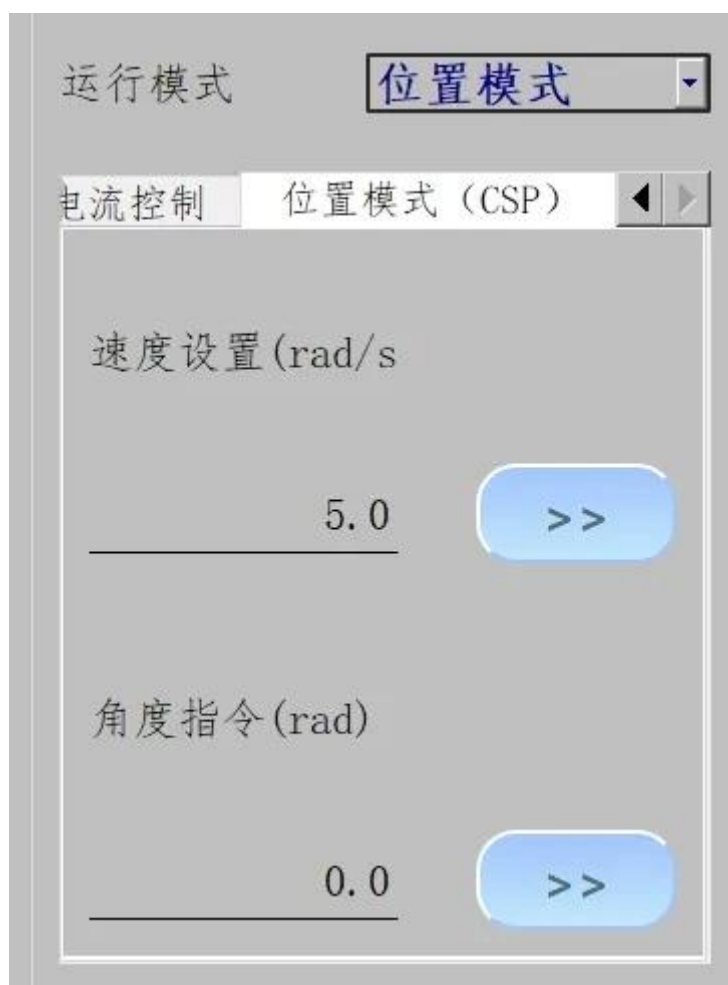 运行模式 位置模式
电流控制 位置模式（CSP）
速度设置(rad/s
5.0 >>
角度指令(rad)
0.0 >>